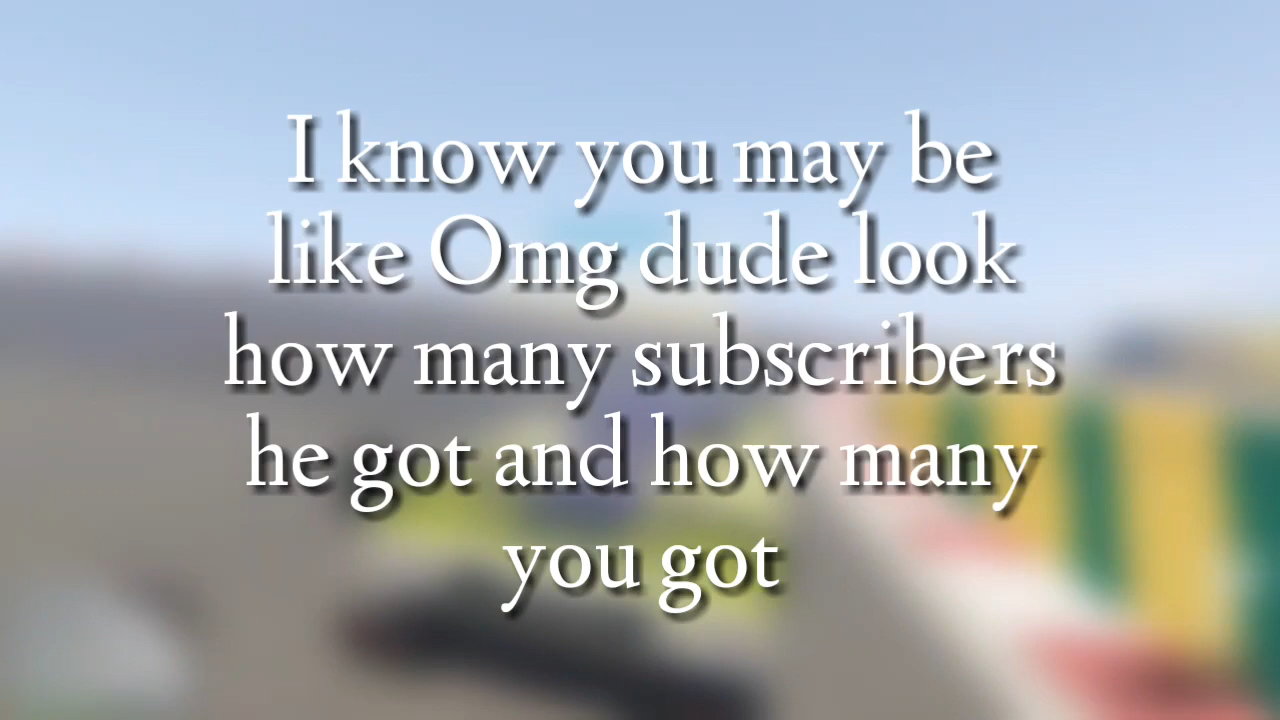 I know you may be
like Omg dude look
how many subscribers
he got and how many
you got